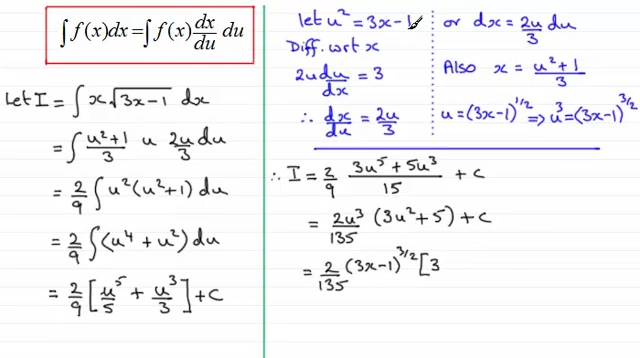 ∫ f(x)dx = ∫ f(x) dx/du du
Let I = ∫ x √(3x-1) dx
= ∫ (u²+1)/3 u 2u/3 du
= 2/9 ∫ u² (u²+1) du
= 2/9 ∫ (u⁴ + u²) du
= 2/9 [u⁵/5 + u³/3] + c
let u² = 3x-1
Diff. wrt x
2u du/dx = 3
∴ dx/du = 2u/3
or dx = 2u/3 du
Also x = (u²+1)/3
u = (3x-1)^1/2 ⇒ u³ = (3x-1)^3/2
∴ I = 2/9 (3u⁵ + 5u³)/15 + c
= 2u³/135 (3u² + 5) + c
= 2/135 (3x-1)^3/2 [3